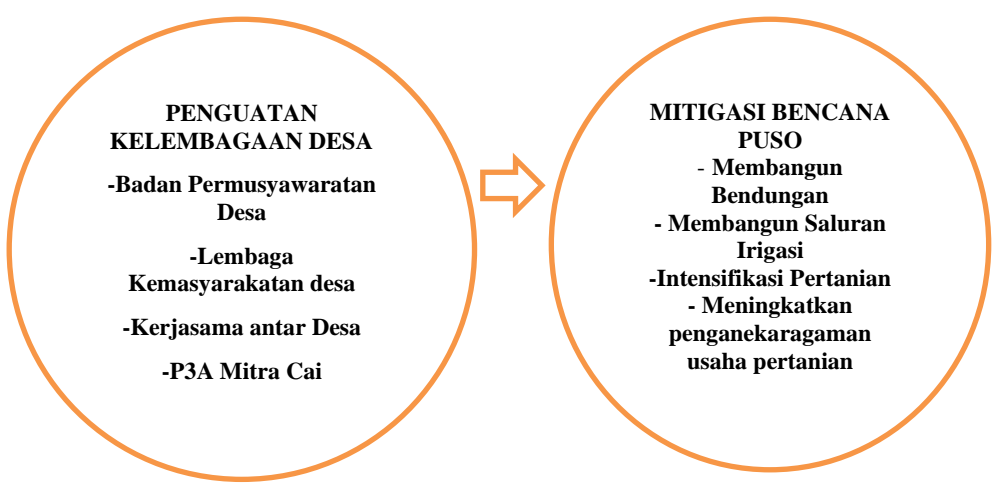 PENGUATAN
KELEMBAGAAN DESA
-Badan Permusyawaratan
Desa
-Lembaga
Kemasyarakatan desa
-Kerjasama antar Desa
-P3A Mitra Cai
MITIGASI BENCANA
PUSO
- Membangun
Bendungan
- Membangun Saluran
Irigasi
-Intensifikasi Pertanian
- Meningkatkan
penganekaragaman
usaha pertanian